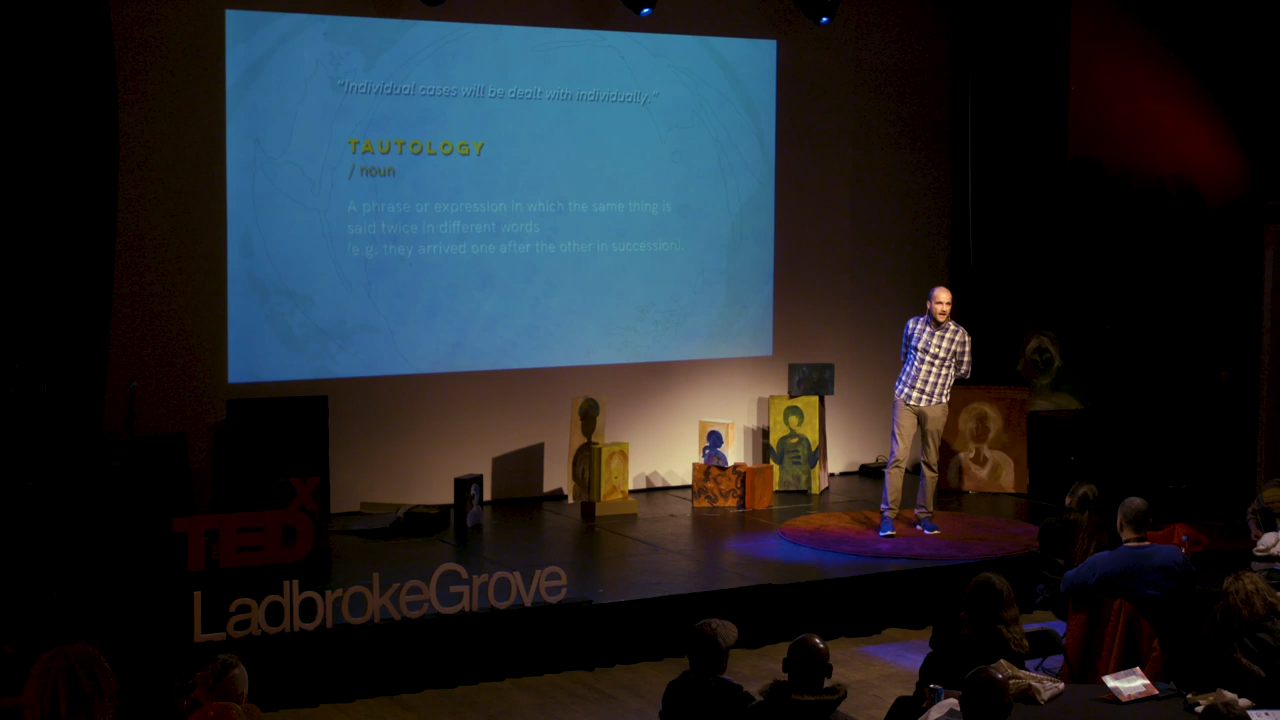 "Individual cases will be dealt with individually."
TAUTOLOGY
/ noun
A phrase or expression in which the same thing is
said twice in different words
(e.g. they arrived one after the other in succession).
TEDx
LadbrokeGrove